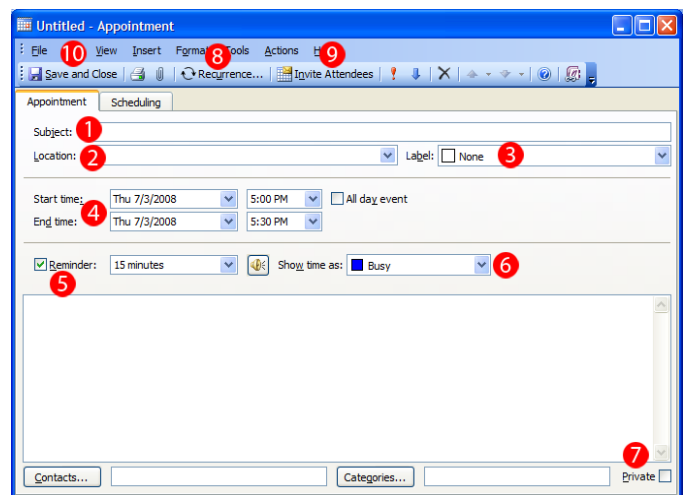 Untitled - Appointment
File 10 View Insert Format Tools Actions H 9
8
Save and Close Recurrence... Invite Attendees
Appointment Scheduling
Subject: 1
Location: 2 Label: None 3
Start time: Thu 7/3/2008 5:00 PM All day event
4
End time: Thu 7/3/2008 5:30 PM
Reminder: 15 minutes Show time as: Busy 6
5
7
Contacts... Categories... Private